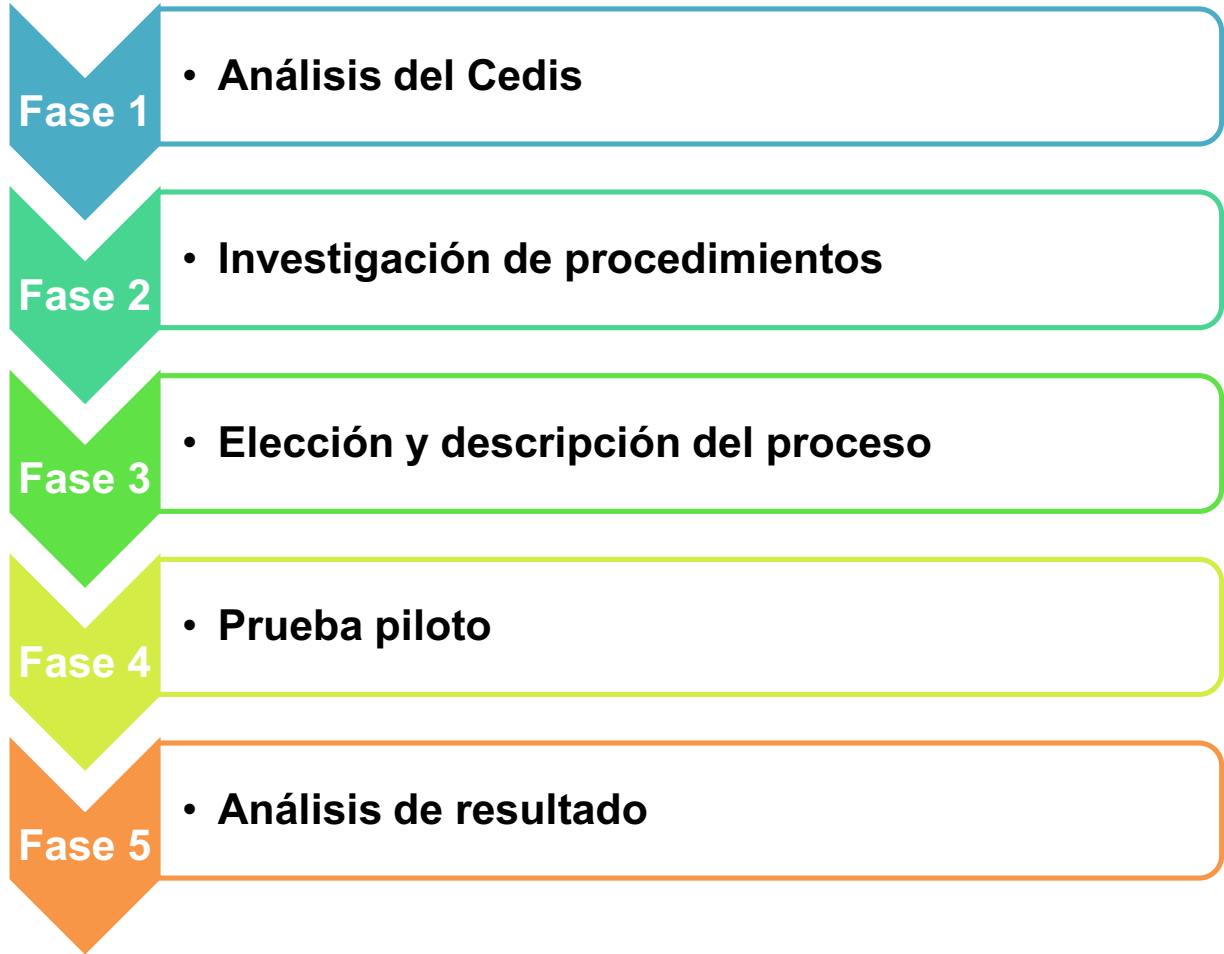 Fase 1
• Análisis del Cedis
Fase 2
• Investigación de procedimientos
Fase 3
• Elección y descripción del proceso
Fase 4
• Prueba piloto
Fase 5
• Análisis de resultado